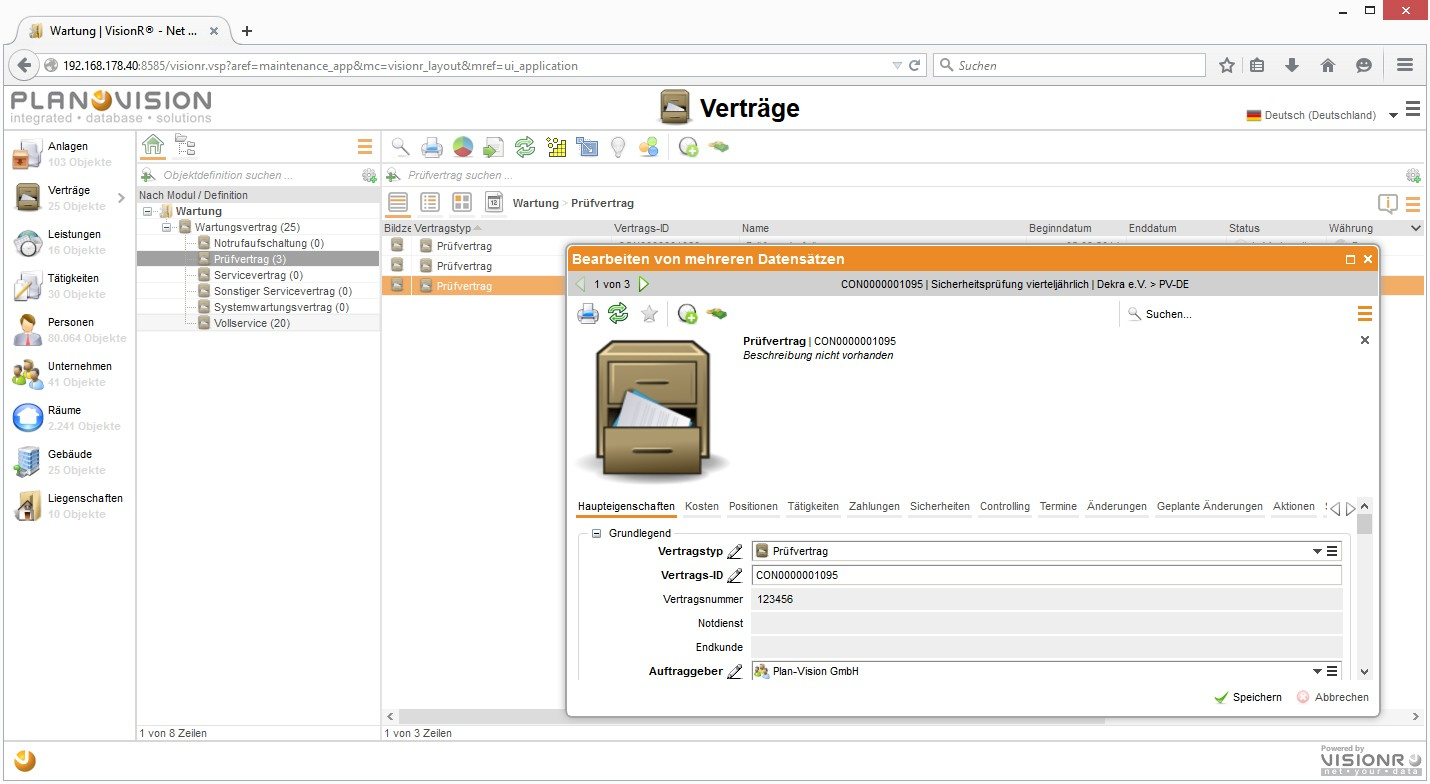 Wartung | VisionR® - Net ...
192.168.178.40:8585/visionr.vsp?aref=maintenance_app&mc=visionr_layout&mref=ui_application
Suchen
PLAN VISION
integrated • database • solutions
Verträge
Deutsch (Deutschland)
Anlagen
103 Objekte
Verträge
25 Objekte
Leistungen
16 Objekte
Tätigkeiten
30 Objekte
Personen
80.064 Objekte
Unternehmen
41 Objekte
Räume
2.241 Objekte
Gebäude
25 Objekte
Liegenschaften
10 Objekte
Objektdefinition suchen ...
Nach Modul / Definition
Wartung
Wartungsvertrag (25)
Notrufaufschaltung (0)
Prüfvertrag (3)
Servicevertrag (0)
Sonstiger Servicevertrag (0)
Systemwartungsvertrag (0)
Vollservice (20)
1 von 8 Zeilen
Prüfvertrag suchen ...
12
Wartung > Prüfvertrag
Bildze Vertragstyp Vertrags-ID Name Beginndatum Enddatum Status Währung
Prüfvertrag
Prüfvertrag
Prüfvertrag
1 von 3 Zeilen
Bearbeiten von mehreren Datensätzen
1 von 3
CON0000001095 | Sicherheitsprüfung vierteljährlich | Dekra e.V. > PV-DE
Suchen...
Prüfvertrag | CON0000001095
Beschreibung nicht vorhanden
Haupteigenschaften Kosten Positionen Tätigkeiten Zahlungen Sicherheiten Controlling Termine Änderungen Geplante Änderungen Aktionen
Grundlegend
Vertragstyp Prüfvertrag
Vertrags-ID CON0000001095
Vertragsnummer 123456
Notdienst
Endkunde
Auftraggeber Plan-Vision GmbH
Speichern Abbrechen
Powered by
VISIONR
net • your • data